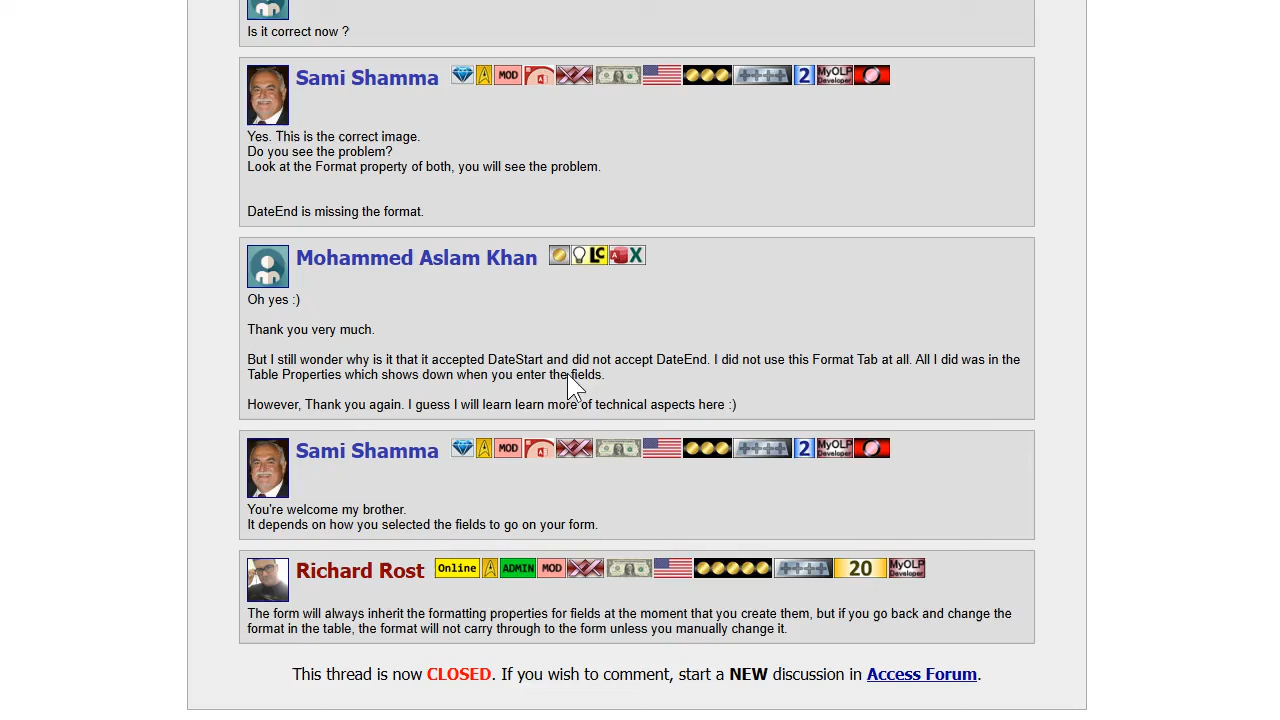 Is it correct now ?
Sami Shamma MOD 2 MyOLP Developer
Yes. This is the correct image.
Do you see the problem?
Look at the Format property of both, you will see the problem.
DateEnd is missing the format.
Mohammed Aslam Khan LC A X
Oh yes :)
Thank you very much.
But I still wonder why is it that it accepted DateStart and did not accept DateEnd. I did not use this Format Tab at all. All I did was in the
Table Properties which shows down when you enter the fields.
However, Thank you again. I guess I will learn learn more of technical aspects here :)
Sami Shamma MOD 2 MyOLP Developer
You're welcome my brother.
It depends on how you selected the fields to go on your form.
Richard Rost Online ADMIN MOD 20 MyOLP Developer
The form will always inherit the formatting properties for fields at the moment that you create them, but if you go back and change the
format in the table, the format will not carry through to the form unless you manually change it.
This thread is now CLOSED. If you wish to comment, start a NEW discussion in Access Forum.